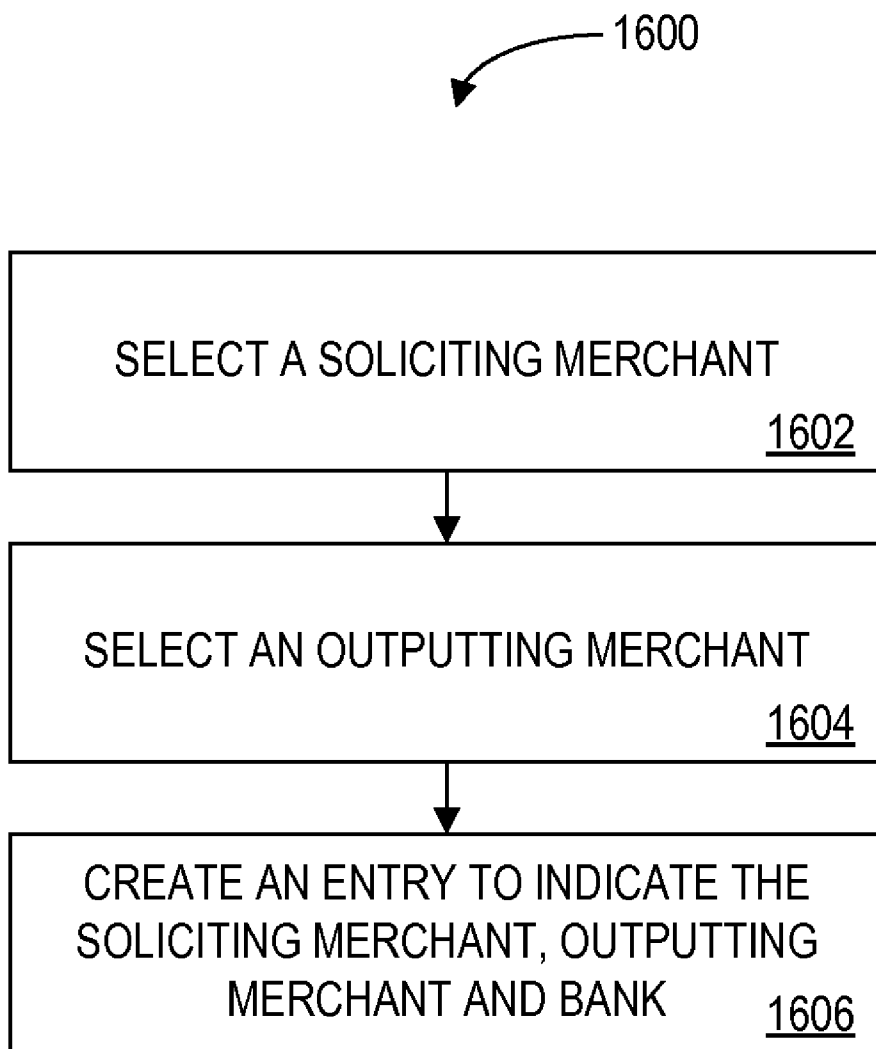 1600
SELECT A SOLICITING MERCHANT
1602
SELECT AN OUTPUTTING MERCHANT
1604
CREATE AN ENTRY TO INDICATE THE
SOLICITING MERCHANT, OUTPUTTING
MERCHANT AND BANK
1606